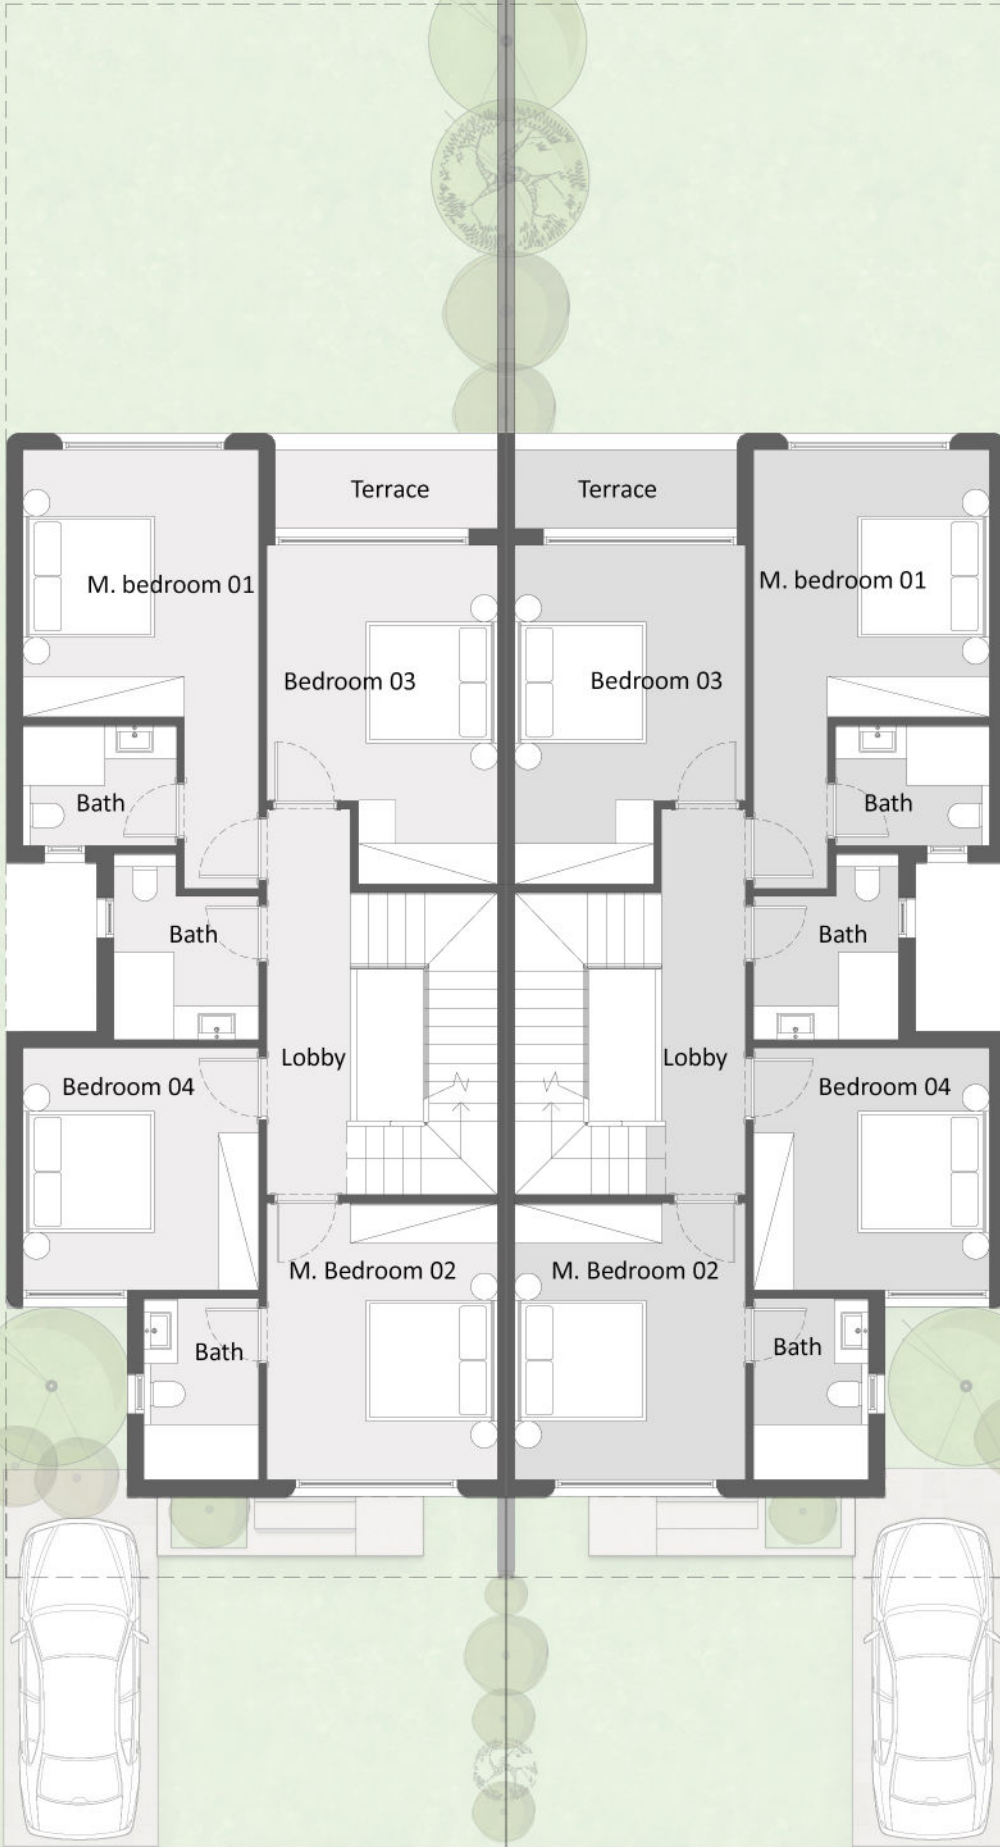 Terrace
Terrace
M. bedroom 01
M. bedroom 01
Bedroom 03
Bedroom 03
Bath
Bath
Bath
Bath
Lobby
Lobby
Bedroom 04
Bedroom 04
M. Bedroom 02
M. Bedroom 02
Bath
Bath